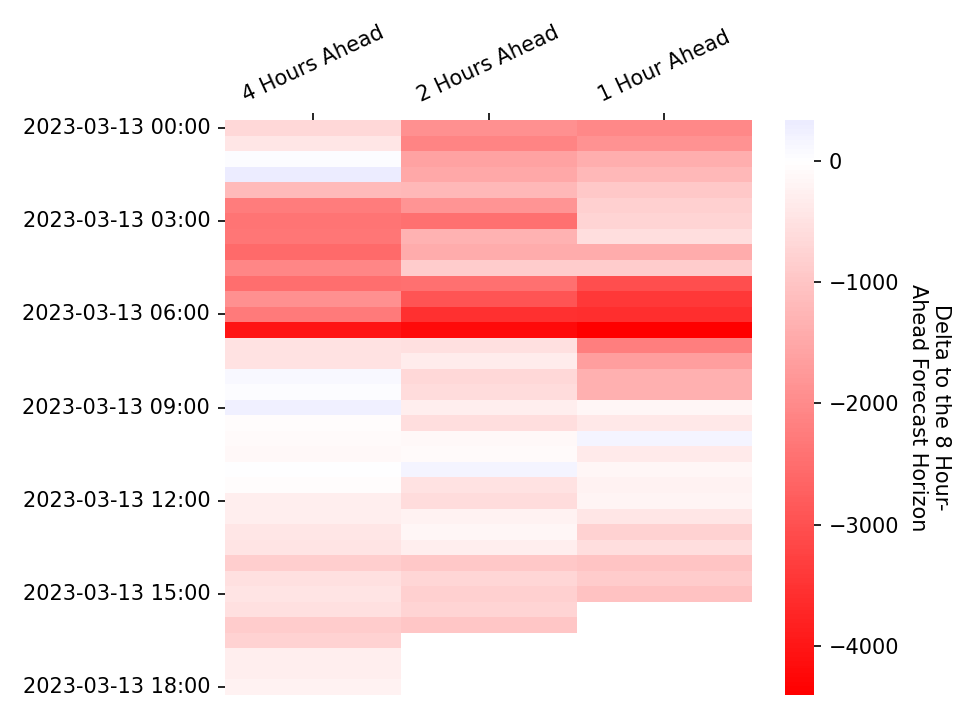 4 Hours Ahead
2 Hours Ahead
1 Hour Ahead
2023-03-13 00:00
2023-03-13 03:00
2023-03-13 06:00
2023-03-13 09:00
2023-03-13 12:00
2023-03-13 15:00
2023-03-13 18:00
0
−1000
−2000
−3000
−4000
Delta to the 8 Hour-
Ahead Forecast Horizon